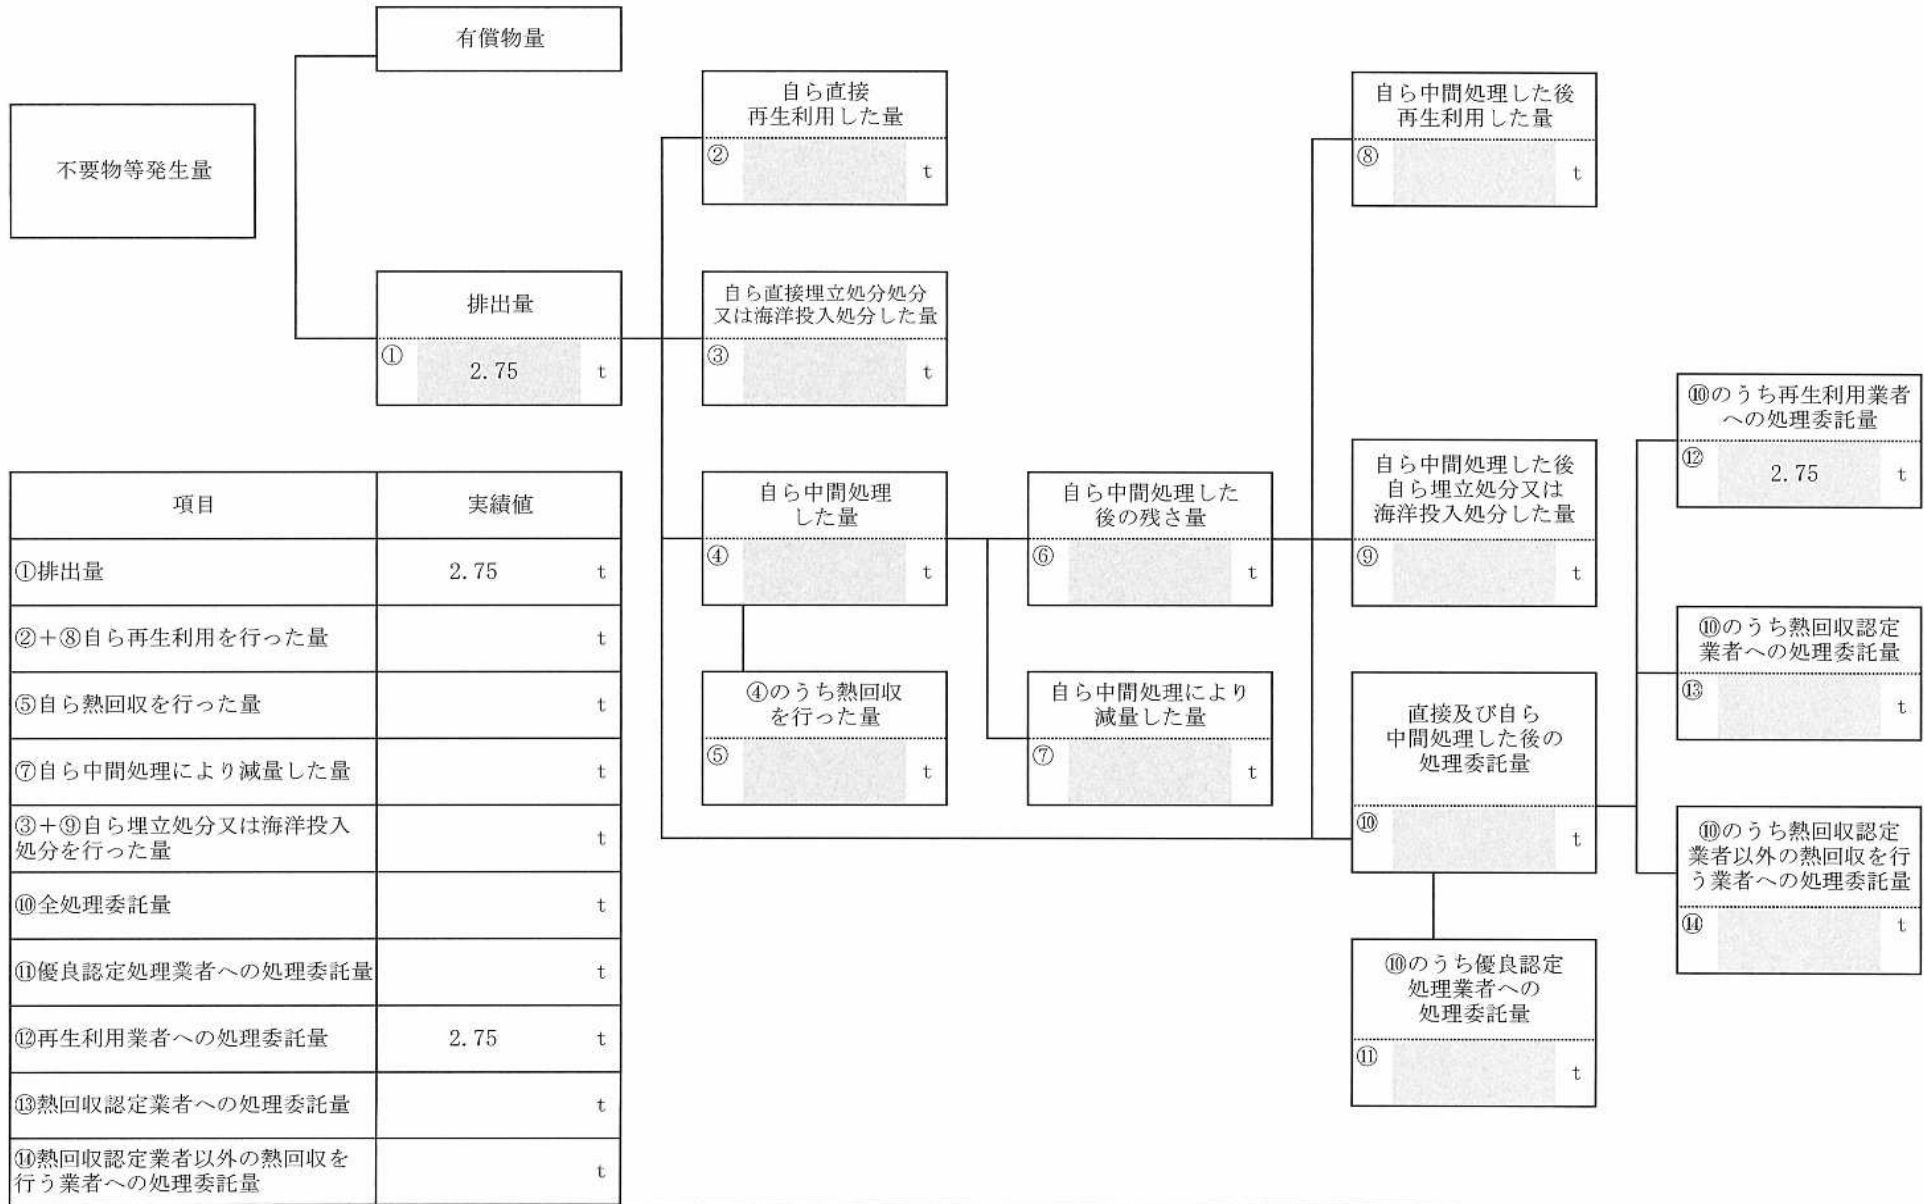 有償物量
不要物等発生量
排出量
① 2.75 t
自ら直接
再生利用した量
② t
自ら直接埋立処分処分
又は海洋投入処分した量
③ t
自ら中間処理
した量
④ t
④のうち熱回収
を行った量
⑤ t
自ら中間処理した
後の残さ量
⑥ t
自ら中間処理により
減量した量
⑦ t
自ら中間処理した後
再生利用した量
⑧ t
自ら中間処理した後
自ら埋立処分又は
海洋投入処分した量
⑨ t
直接及び自ら
中間処理した後の
処理委託量
⑩ t
⑩のうち優良認定
処理業者への
処理委託量
⑪ t
⑩のうち再生利用業者
への処理委託量
⑫ 2.75 t
⑩のうち熱回収認定
業者への処理委託量
⑬ t
⑩のうち熱回収認定
業者以外の熱回収を行
う業者への処理委託量
⑭ t
項目 実績値
①排出量 2.75 t
②+⑧自ら再生利用を行った量 t
⑤自ら熱回収を行った量 t
⑦自ら中間処理により減量した量 t
③+⑨自ら埋立処分又は海洋投入
処分を行った量 t
⑩全処理委託量 t
⑪優良認定処理業者への処理委託量 t
⑫再生利用業者への処理委託量 2.75 t
⑬熱回収認定業者への処理委託量 t
⑭熱回収認定業者以外の熱回収を
行う業者への処理委託量 t